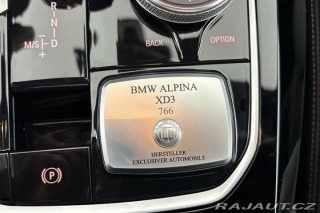 R
N
D
M/S
+
BACK
OPTION
BMW ALPINA
XD3
766
HERSTELLER
EXCLUSIVER AUTOMOBILE
P
RAJAUT.CZ